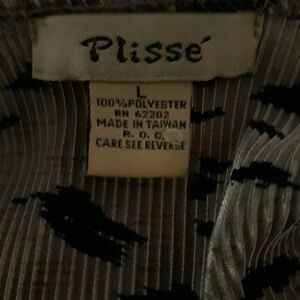 Plissé
L
100% POLYESTER
RN 62202
MADE IN TAIWAN
R. O. C.
CARE SEE REVERSE